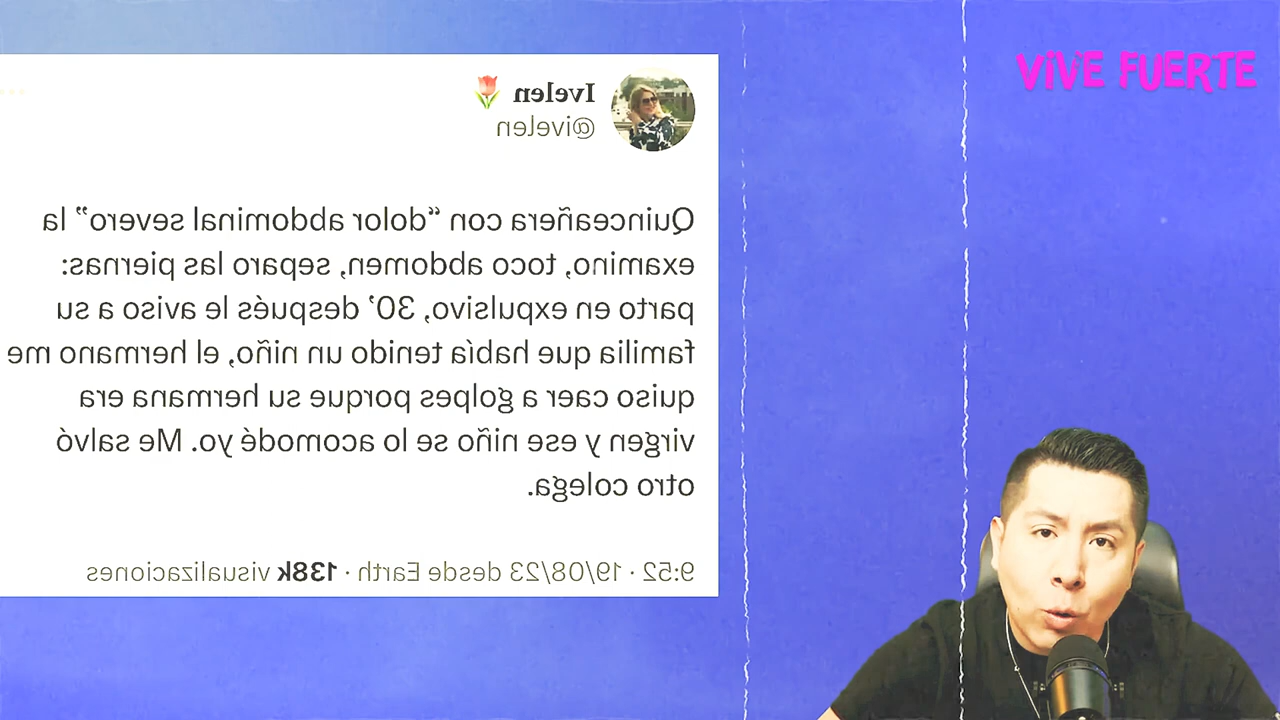 VIVE FUERTE
Ivelen 🌷
@ivelen
Quinceañera con “dolor abdominal severo” la
examino, toco abdomen, separo las piernas:
parto en expulsivo, 30’ después le aviso a su
familia que había tenido un niño, el hermano me
quiso caer a golpes porque su hermana era
virgen y ese niño se lo acomodé yo. Me salvó
otro colega.
9:52 · 19/08/23 desde Earth · 138k visualizaciones